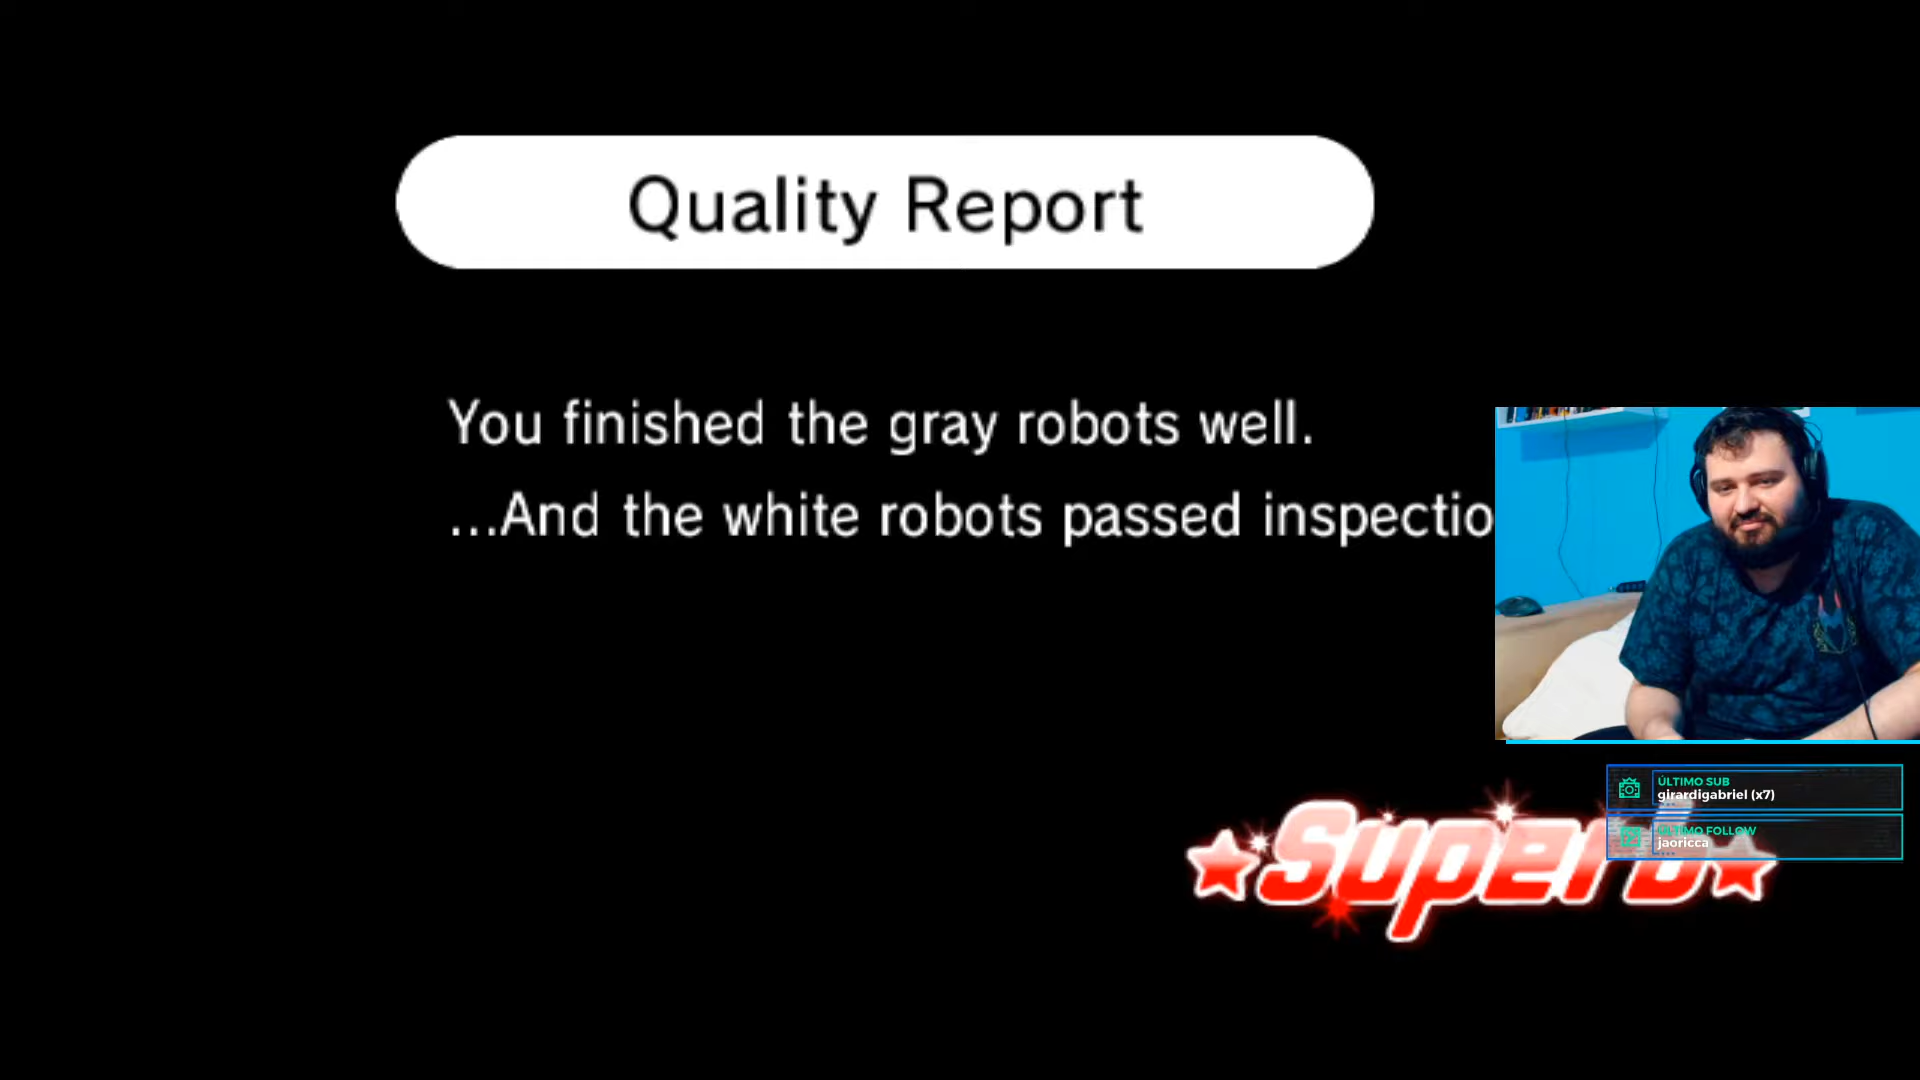 Quality Report
You finished the gray robots well.
...And the white robots passed inspectio
Superb
ÚLTIMO SUB
girardigabriel (x7)
ÚLTIMO FOLLOW
jaoricca